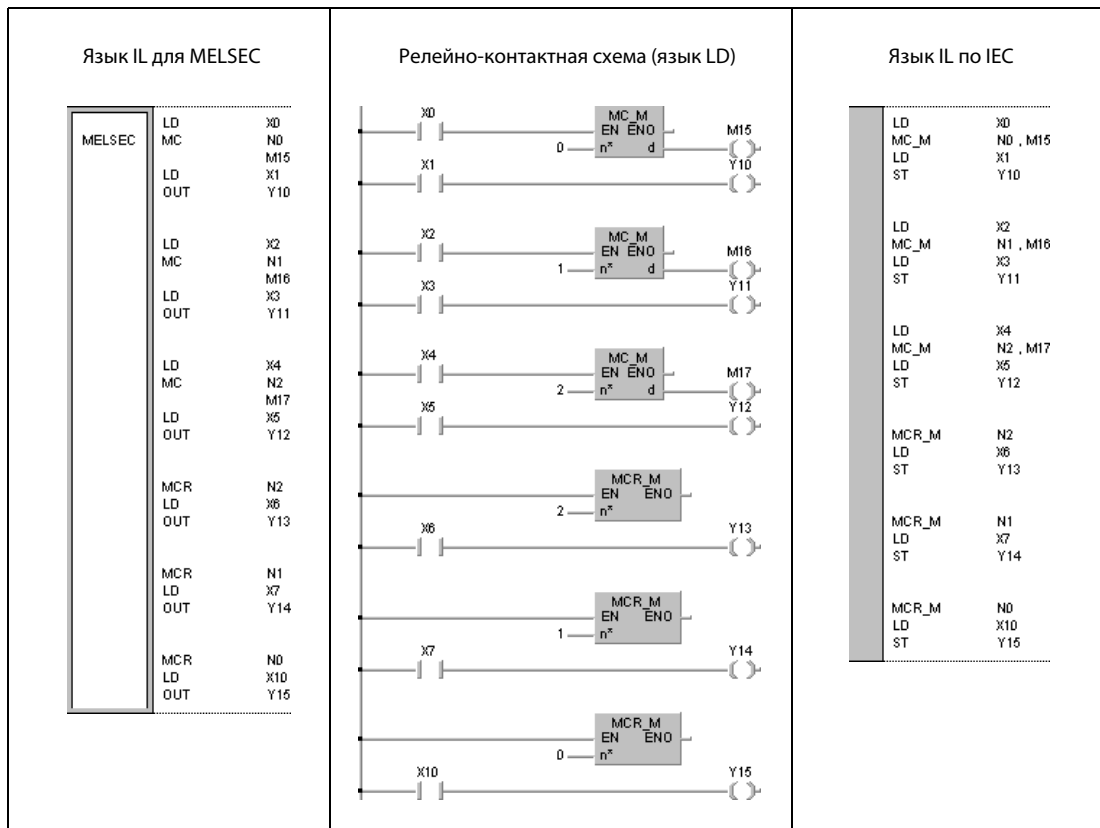 Язык IL для MELSEC
MELSEC
LD X0
MC N0
M15
LD X1
OUT Y10
LD X2
MC N1
M16
LD X3
OUT Y11
LD X4
MC N2
M17
LD X5
OUT Y12
MCR N2
LD X6
OUT Y13
MCR N1
LD X7
OUT Y14
MCR N0
LD X10
OUT Y15
Релейно-контактная схема (язык LD)
X0
MC_M
EN ENO
M15
0 n* d
X1
Y10
X2
MC_M
EN ENO
M16
1 n* d
X3
Y11
X4
MC_M
EN ENO
M17
2 n* d
X5
Y12
MCR_M
EN ENO
2 n*
X6
Y13
MCR_M
EN ENO
1 n*
X7
Y14
MCR_M
EN ENO
0 n*
X10
Y15
Язык IL по IEC
LD X0
MC_M N0 , M15
LD X1
ST Y10
LD X2
MC_M N1 , M16
LD X3
ST Y11
LD X4
MC_M N2 , M17
LD X5
ST Y12
MCR_M N2
LD X6
ST Y13
MCR_M N1
LD X7
ST Y14
MCR_M N0
LD X10
ST Y15